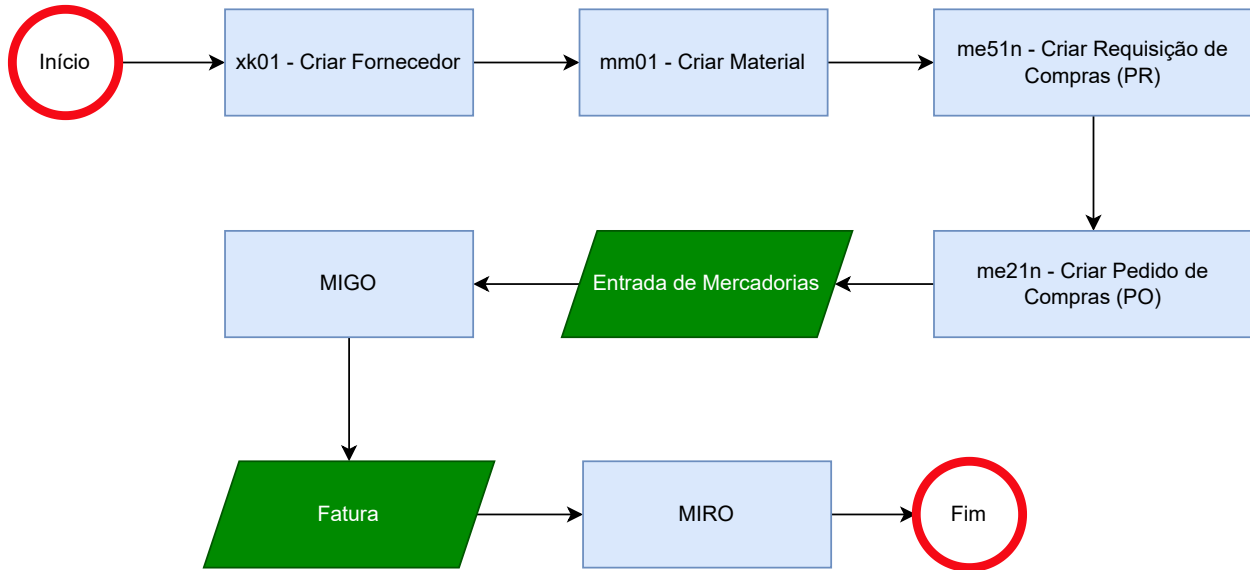 Início
xk01 - Criar Fornecedor
mm01 - Criar Material
me51n - Criar Requisição de
Compras (PR)
me21n - Criar Pedido de
Compras (PO)
Entrada de Mercadorias
MIGO
Fatura
MIRO
Fim